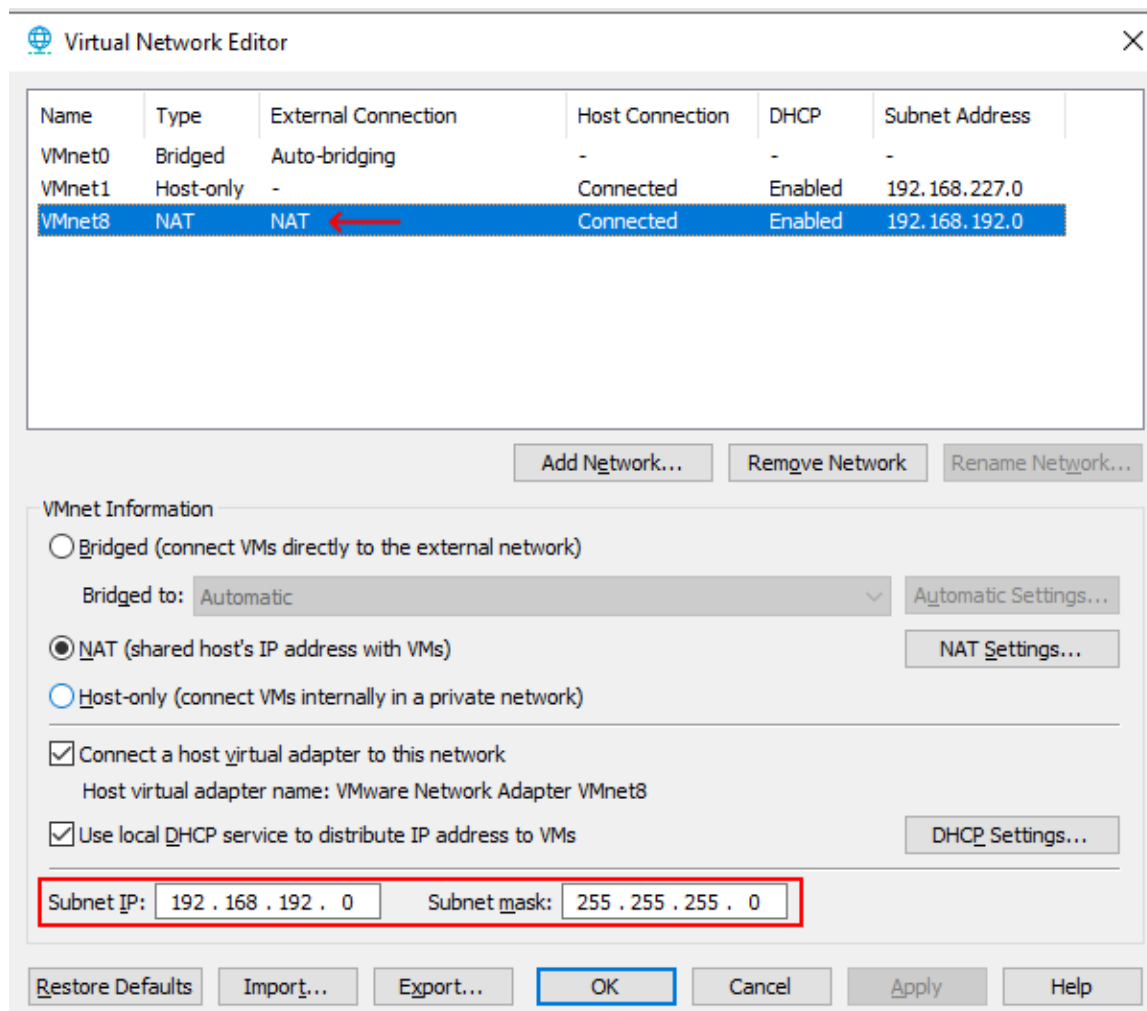 Virtual Network Editor
Name Type External Connection Host Connection DHCP Subnet Address
VMnet0 Bridged Auto-bridging - - -
VMnet1 Host-only - Connected Enabled 192.168.227.0
VMnet8 NAT NAT Connected Enabled 192.168.192.0
Add Network... Remove Network Rename Network...
VMnet Information
Bridged (connect VMs directly to the external network)
Bridged to: Automatic Automatic Settings...
NAT (shared host's IP address with VMs) NAT Settings...
Host-only (connect VMs internally in a private network)
Connect a host virtual adapter to this network
Host virtual adapter name: VMware Network Adapter VMnet8
Use local DHCP service to distribute IP address to VMs DHCP Settings...
Subnet IP: 192 . 168 . 192 . 0 Subnet mask: 255 . 255 . 255 . 0
Restore Defaults Import... Export... OK Cancel Apply Help